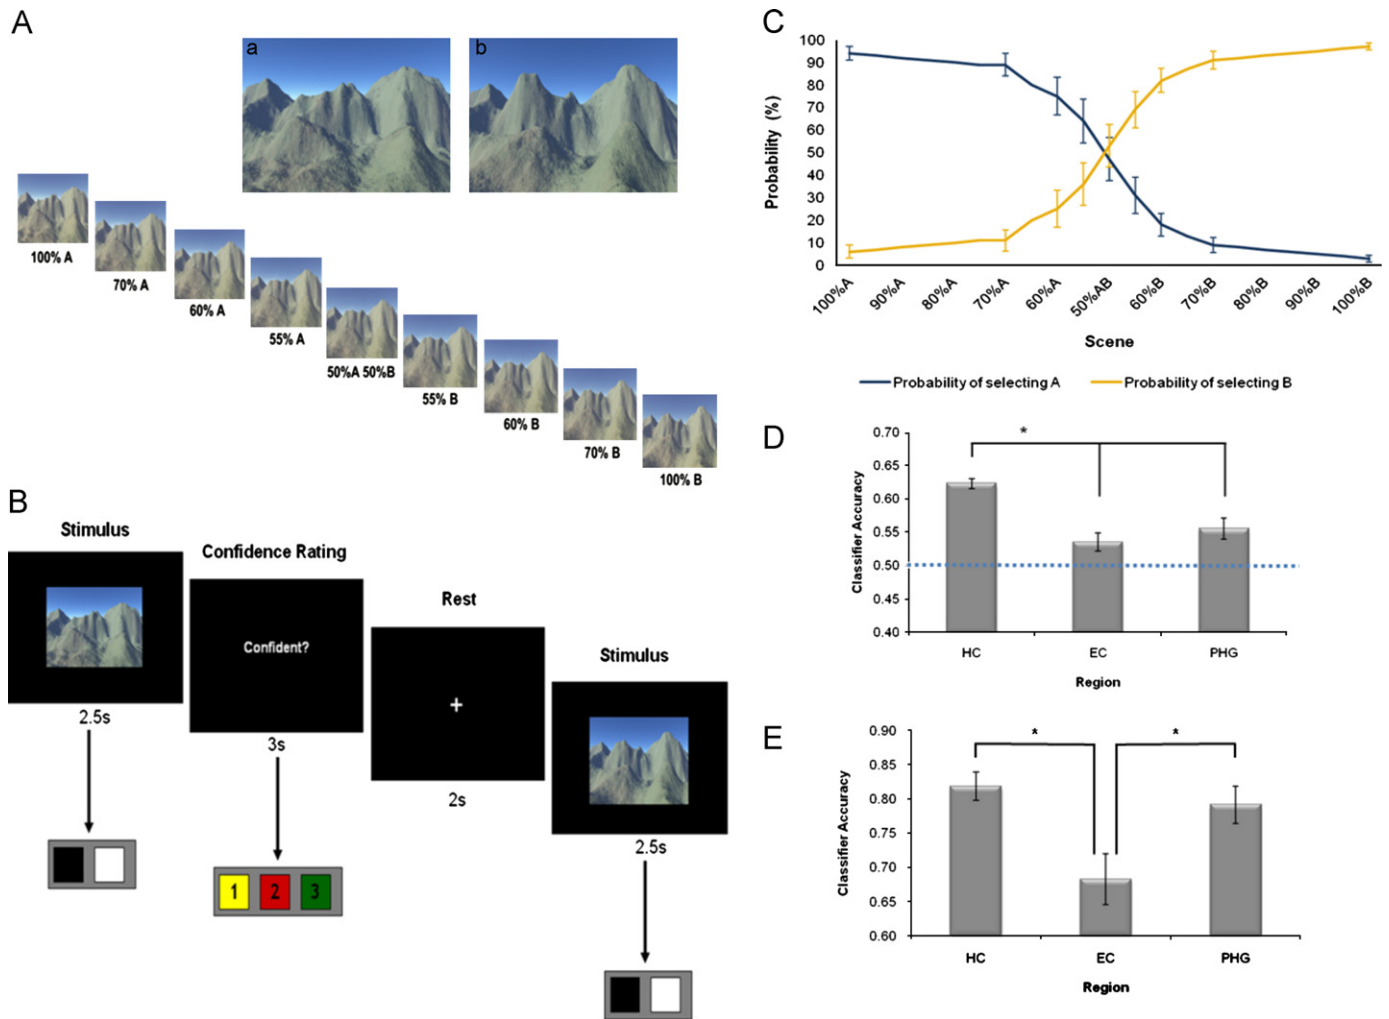 A
a
b
100% A
70% A
60% A
55% A
50%A 50%B
55% B
60% B
70% B
100% B
B
Stimulus
2.5s
Confidence Rating
Confident?
3s
1 2 3
Rest
+
2s
Stimulus
2.5s
C
Probability (%)
100
90
80
70
60
50
40
30
20
10
0
100%A 90%A 80%A 70%A 60%A 50%AB 60%B 70%B 80%B 90%B 100%B
Scene
Probability of selecting A Probability of selecting B
D
Classifier Accuracy
0.70
0.65
0.60
0.55
0.50
0.45
0.40
*
HC EC PHG
Region
E
Classifier Accuracy
0.90
0.85
0.80
0.75
0.70
0.65
0.60
* *
HC EC PHG
Region